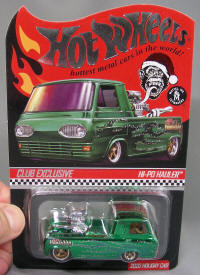 Hot Wheels
hottest metal cars in the world!
CLUB EXCLUSIVE
HI-PO HAULER
2020 HOLIDAY CAR